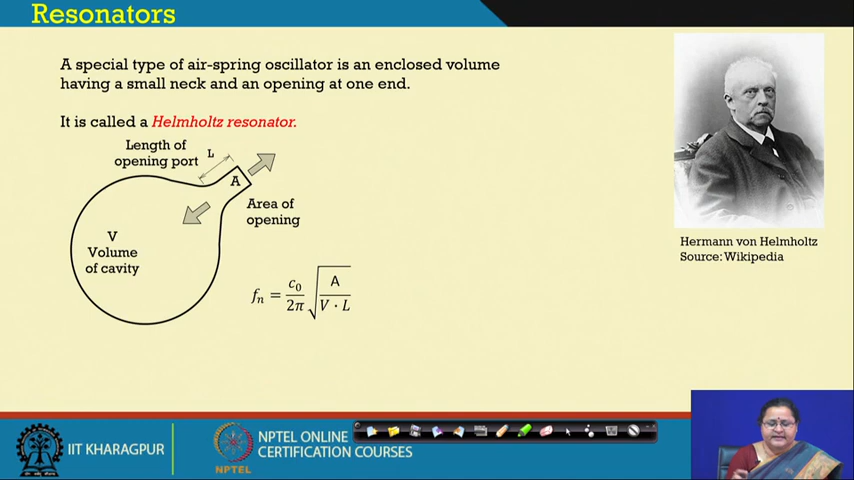 Resonators
A special type of air-spring oscillator is an enclosed volume
having a small neck and an opening at one end.
It is called a Helmholtz resonator.
Length of
opening port
L
A
Area of
opening
V
Volume
of cavity
fₙ = c₀/2π √(A/V · L)
Hermann von Helmholtz
Source: Wikipedia
IIT KHARAGPUR
NPTEL
NPTEL ONLINE
CERTIFICATION COURSES